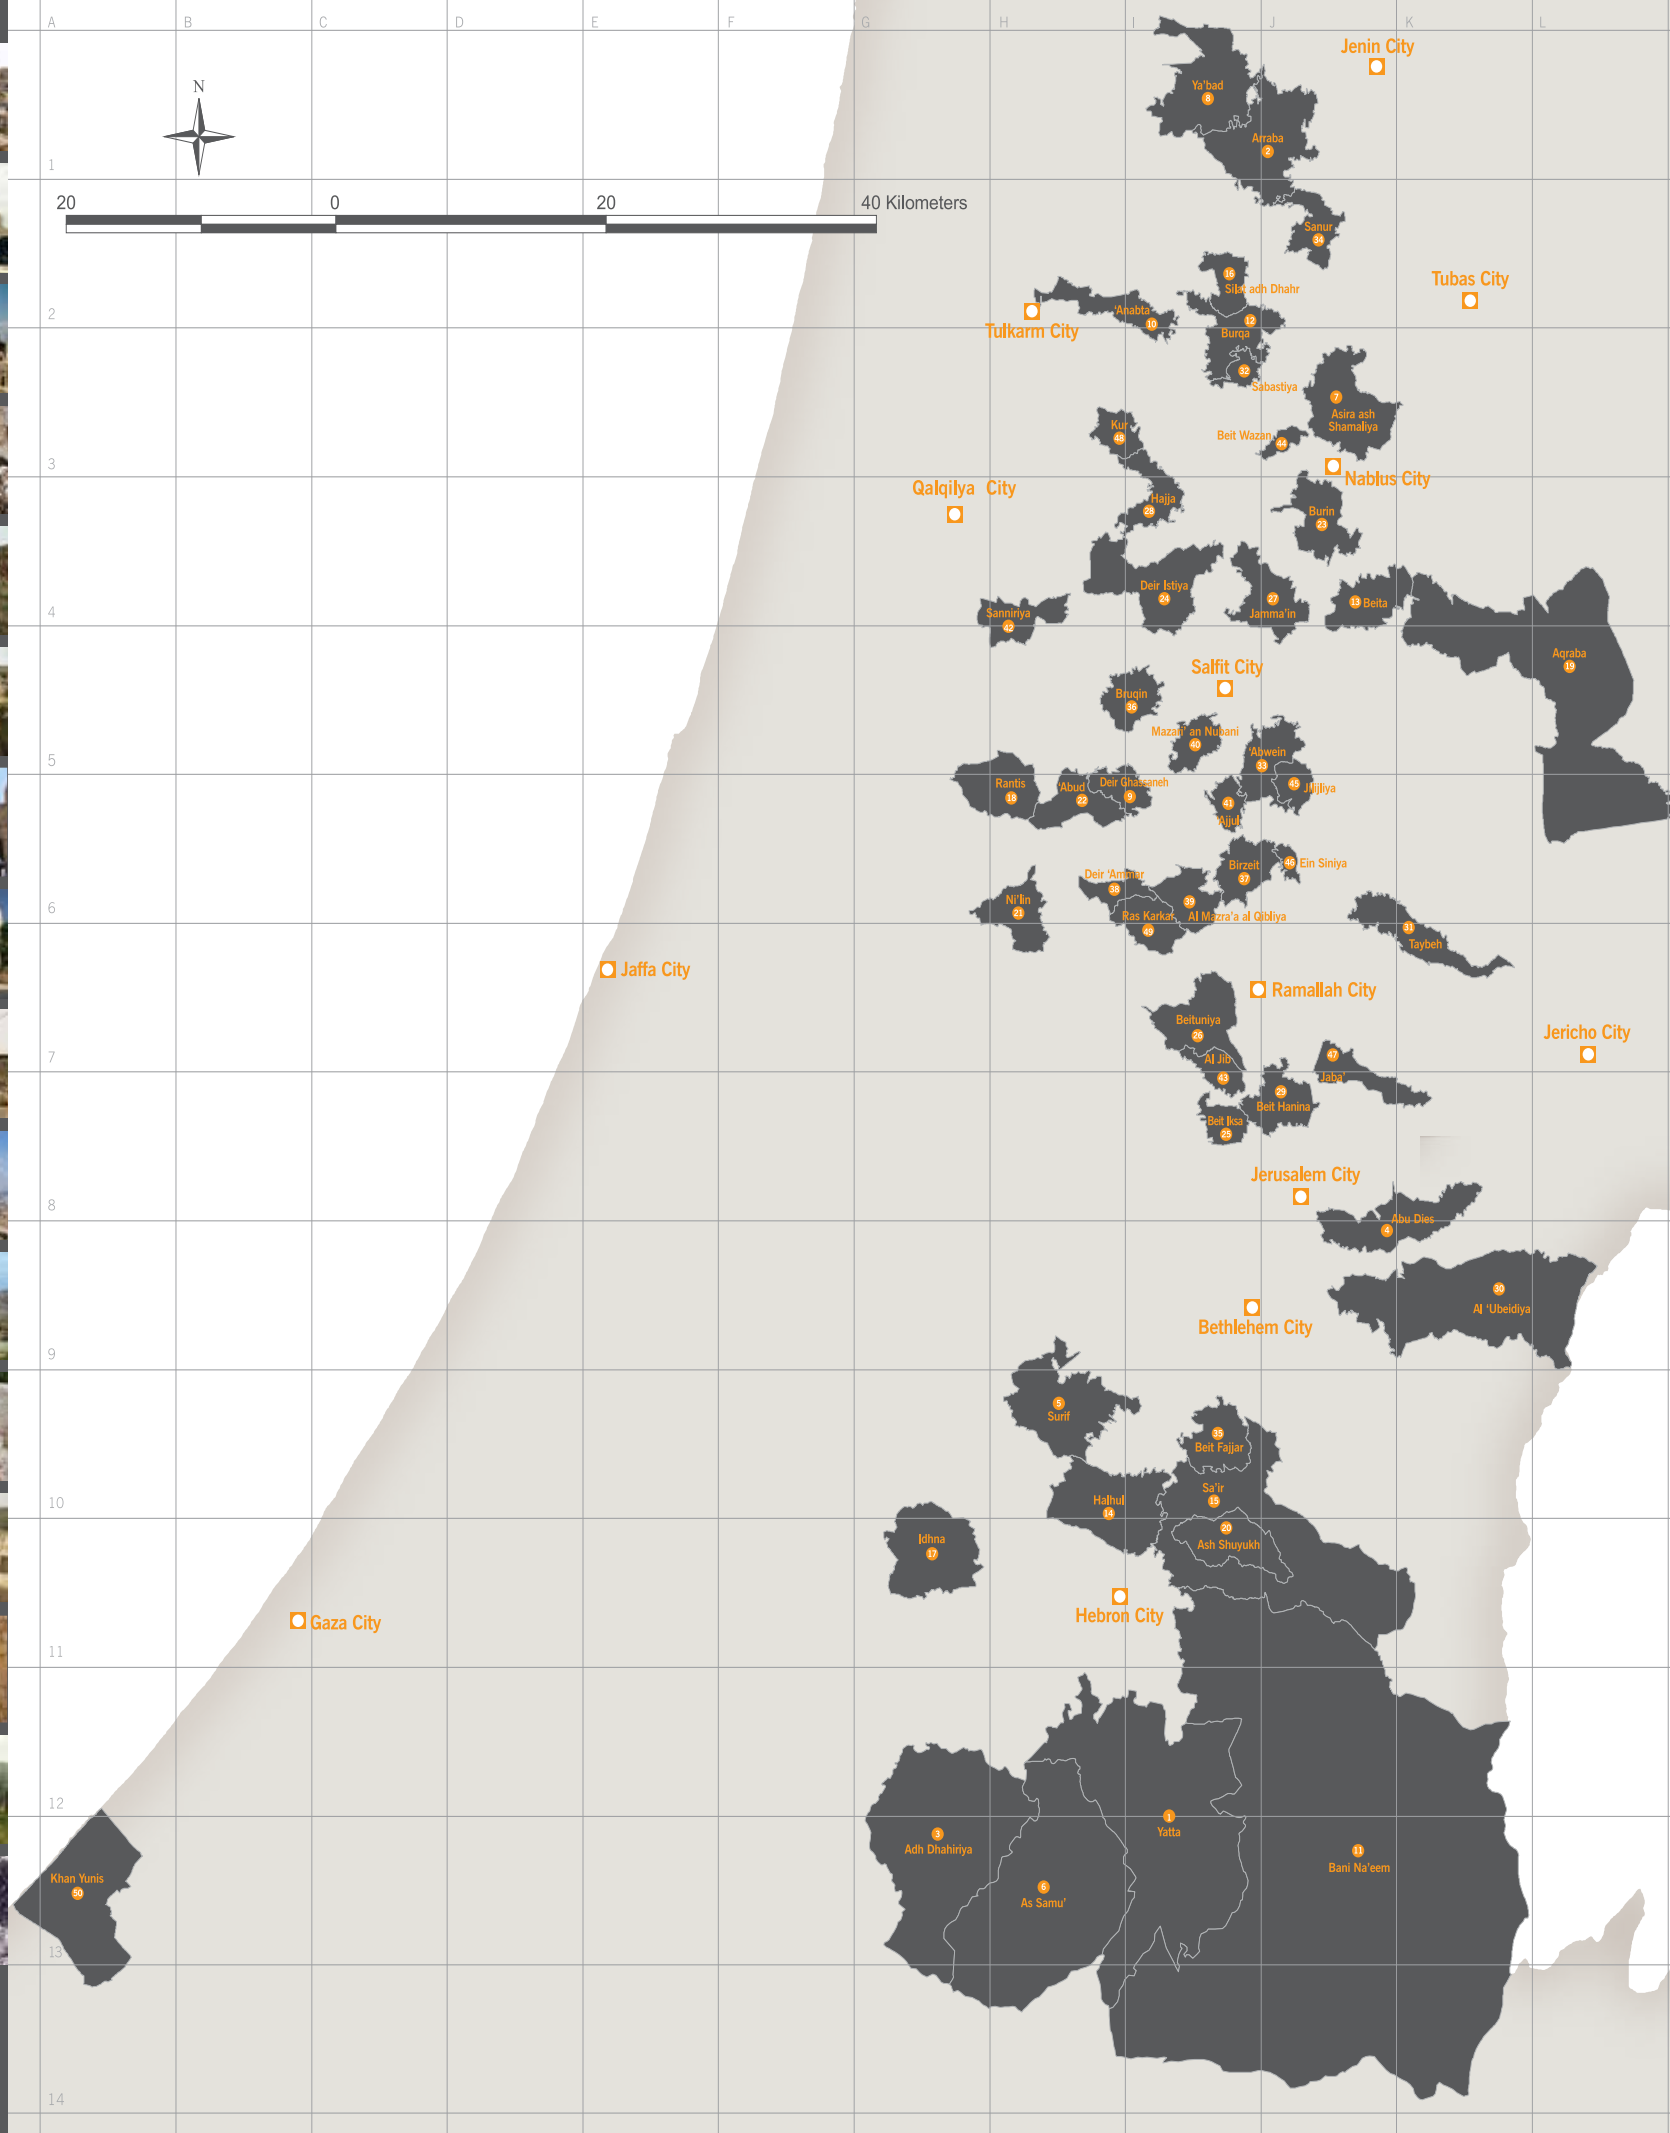 A B C D E F G H I J K L
Jenin City
N
Ya'bad
8
Arraba
2
1
20 0 20 40 Kilometers
Sanur
34
16
Silat adh Dhahr
Tubas City
'Anabta
10
12
Burqa
2
Tulkarm City
32
Sabastiya
7
Asira ash
Shamaliya
Kur
48
Beit Wazan
44
3
Nablus City
Qalqilya City
Hajja
28
Burin
23
Deir Istiya
24
27
Jamma'in
13 Beita
4
Sanniriya
42
Aqraba
19
Salfit City
Bruqin
36
Mazari' an Nubani
40
'Abwein
33
5
Rantis
18
'Abud
22
Deir Ghassaneh
9
45
Jiljliya
41
Ajjul
Birzeit
37
46 Ein Siniya
Deir 'Ammar
38
39
Al Mazra'a al Qibliya
Ni'lin
21
6
Ras Karkar
49
31
Taybeh
Jaffa City
Ramallah City
Beituniya
26
Jericho City
7
Al Jib
43
47
Jaba'
29
Beit Hanina
Beit Iksa
25
Jerusalem City
8
Abu Dies
4
30
Al 'Ubeidiya
Bethlehem City
9
5
Surif
35
Beit Fajjar
10
Halhul
14
Sa'ir
15
20
Ash Shuyukh
Idhna
17
Hebron City
Gaza City
11
12
1
Yatta
3
Adh Dhahiriya
11
Bani Na'eem
Khan Yunis
50
6
As Samu'
13
14